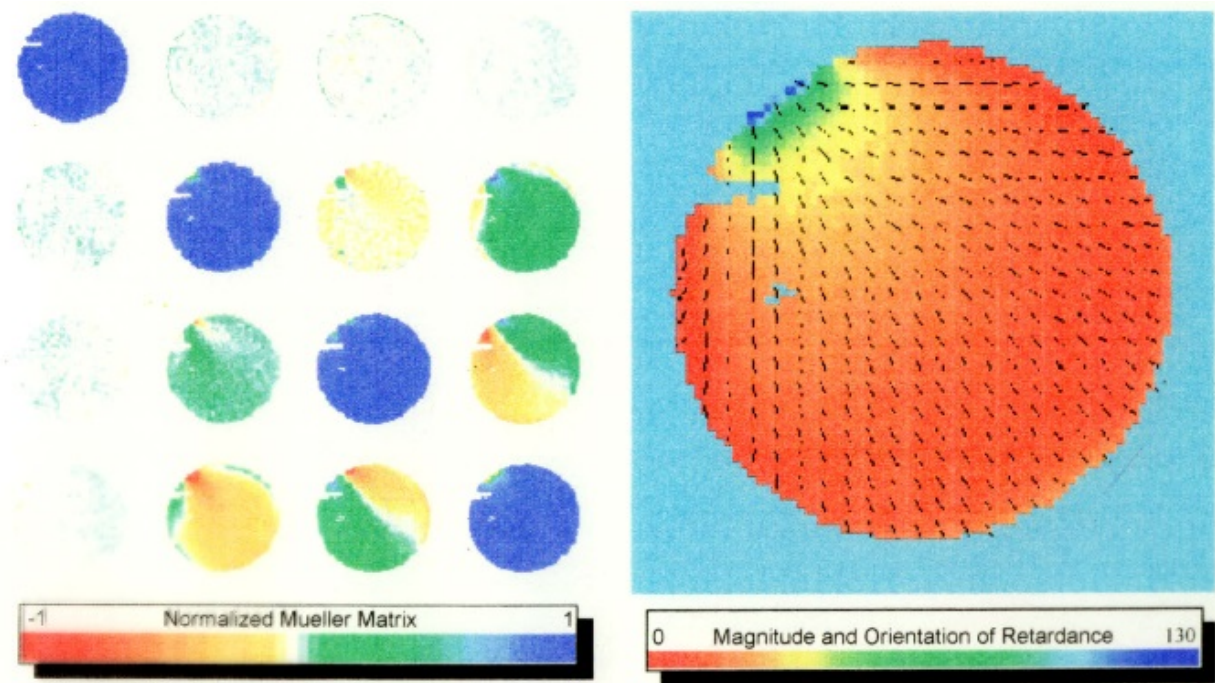 -1 Normalized Mueller Matrix 1
0 Magnitude and Orientation of Retardance 130